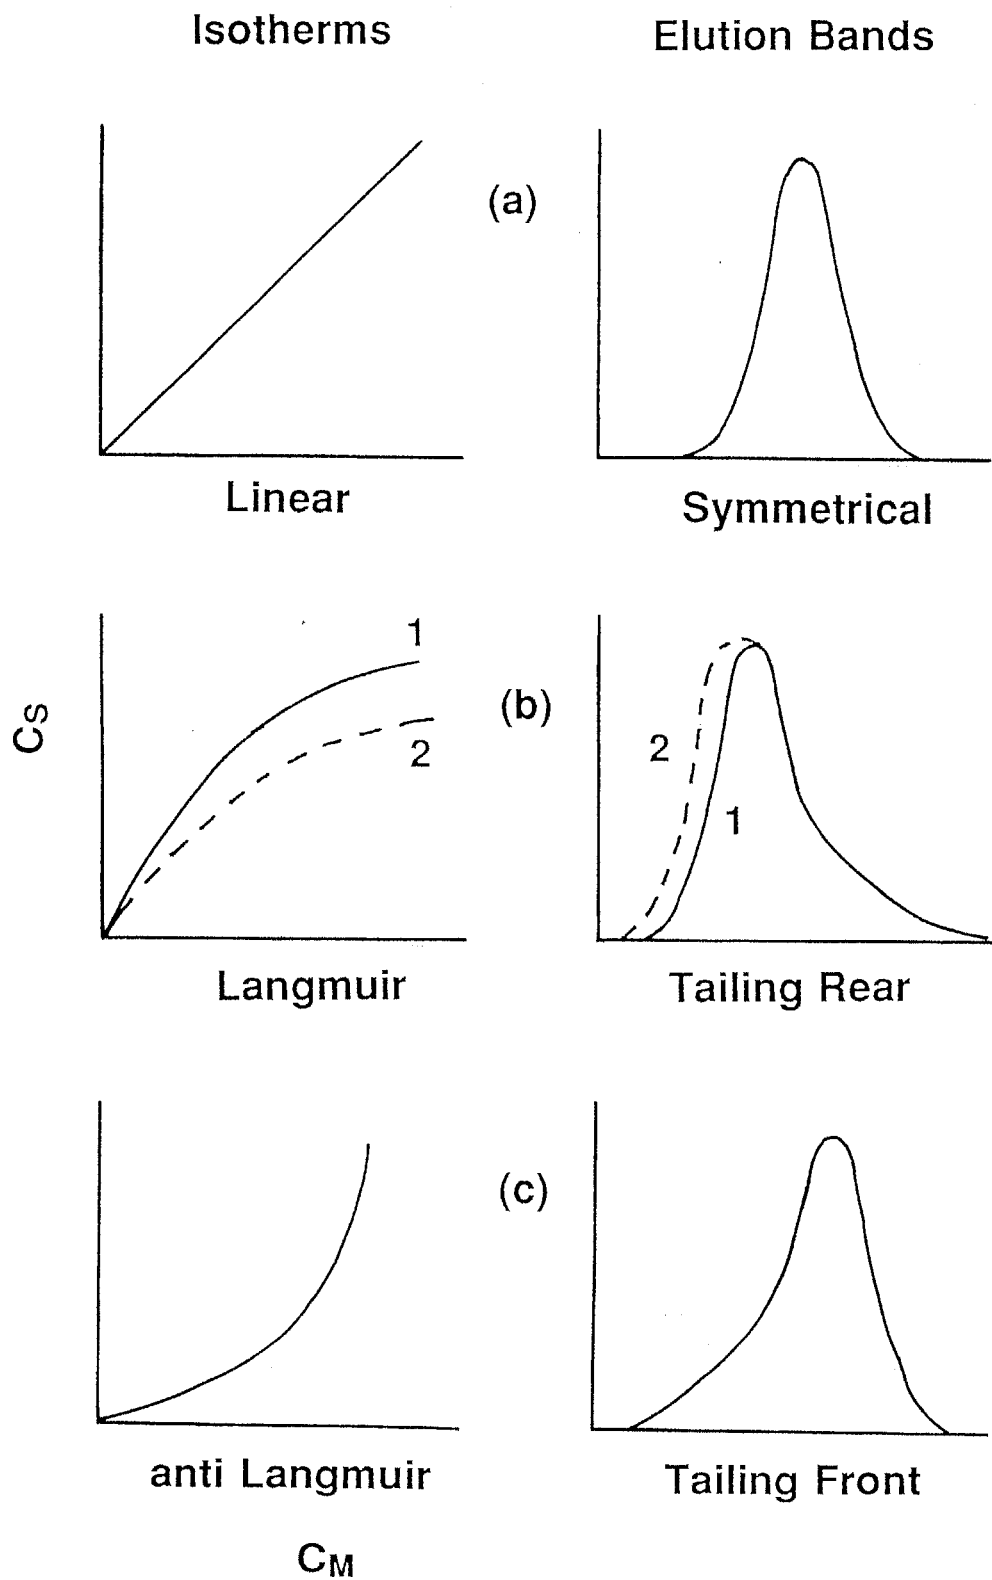 Isotherms
Elution Bands
(a)
Linear
Symmetrical
1
2
(b)
2
1
CS
Langmuir
Tailing Rear
(c)
anti Langmuir
Tailing Front
CM